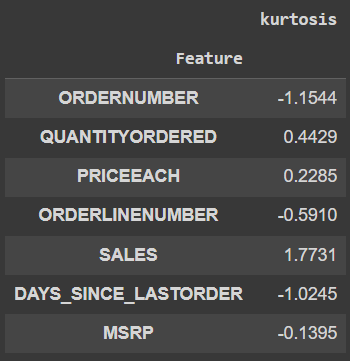 kurtosis
Feature
ORDERNUMBER -1.1544
QUANTITYORDERED 0.4429
PRICEEACH 0.2285
ORDERLINENUMBER -0.5910
SALES 1.7731
DAYS_SINCE_LASTORDER -1.0245
MSRP -0.1395